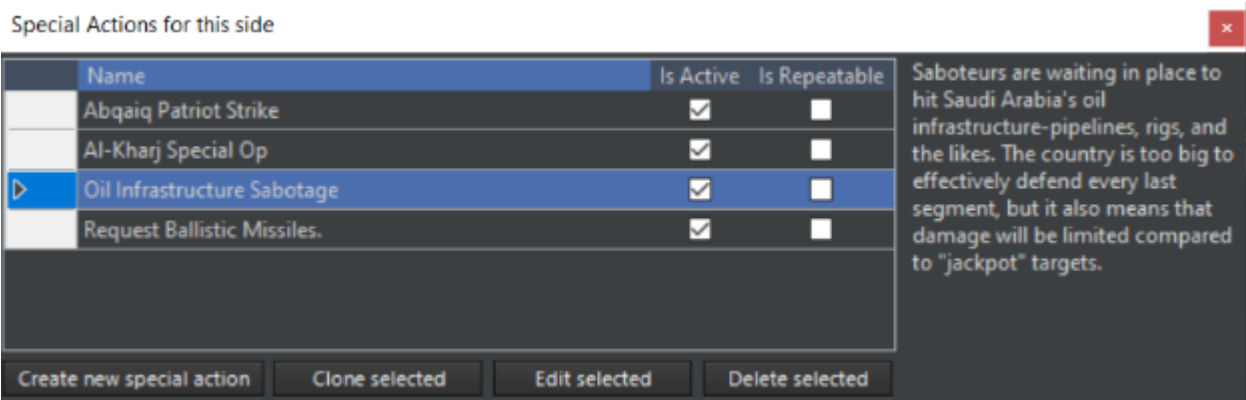 Special Actions for this side
Name Is Active Is Repeatable
Abqaiq Patriot Strike
Al-Kharj Special Op
Oil Infrastructure Sabotage
Request Ballistic Missiles.
Saboteurs are waiting in place to
hit Saudi Arabia's oil
infrastructure-pipelines, rigs, and
the likes. The country is too big to
effectively defend every last
segment, but it also means that
damage will be limited compared
to "jackpot" targets.
Create new special action Clone selected Edit selected Delete selected